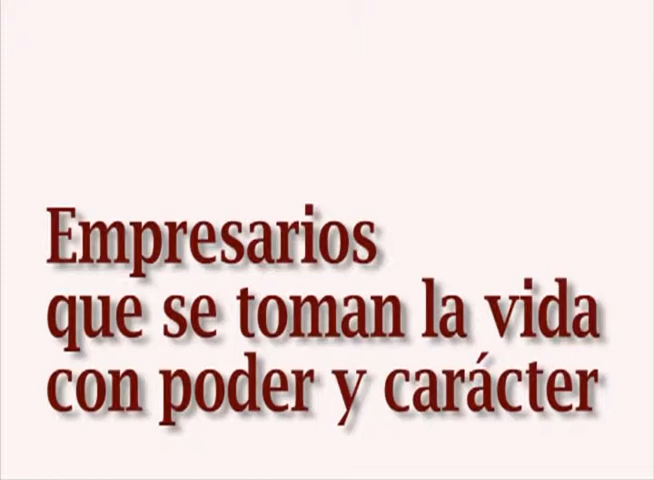 Empresarios
que se toman la vida
con poder y carácter